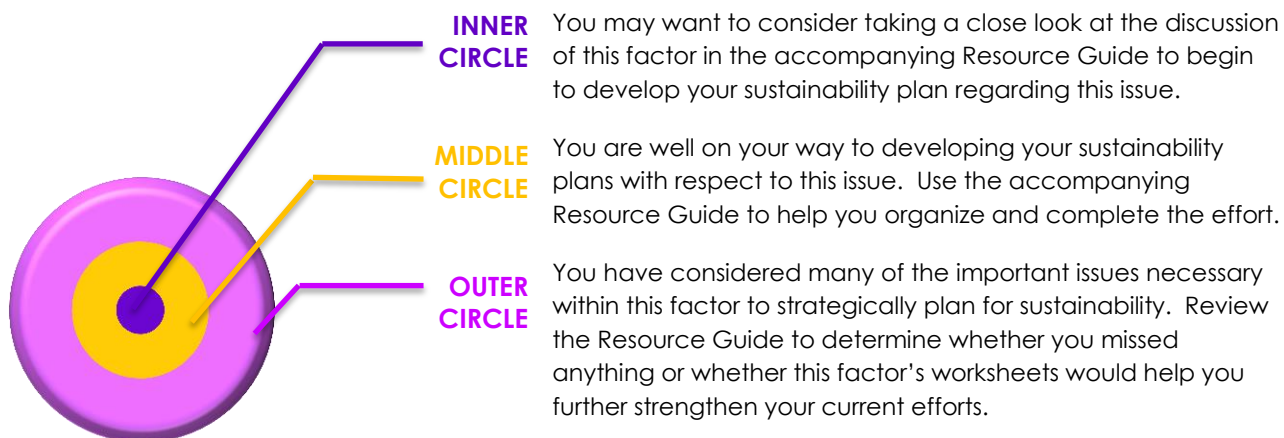 INNER
CIRCLE
You may want to consider taking a close look at the discussion
of this factor in the accompanying Resource Guide to begin
to develop your sustainability plan regarding this issue.
MIDDLE
CIRCLE
You are well on your way to developing your sustainability
plans with respect to this issue.  Use the accompanying
Resource Guide to help you organize and complete the effort.
OUTER
CIRCLE
You have considered many of the important issues necessary
within this factor to strategically plan for sustainability.  Review
the Resource Guide to determine whether you missed
anything or whether this factor’s worksheets would help you
further strengthen your current efforts.